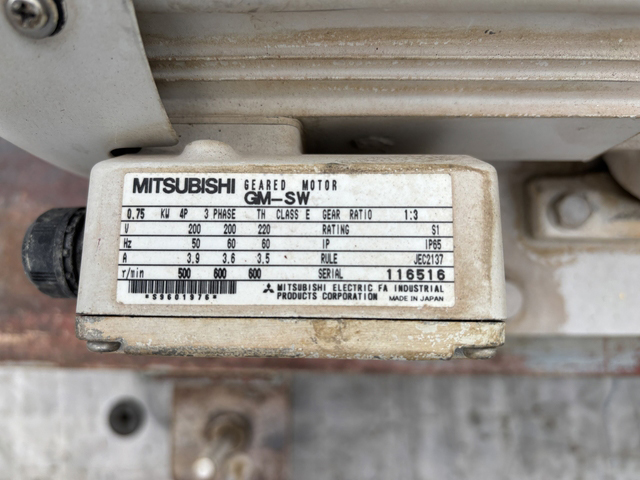 MITSUBISHI GEARED MOTOR
GM-SW
0.75 KW 4P 3 PHASE TH CLASS E GEAR RATIO 1:3
V 200 200 220 RATING S1
Hz 50 60 60 IP IP65
A 3.9 3.6 3.5 RULE JEC2137
r/min 500 600 600 SERIAL 116516
*S9601976* MITSUBISHI ELECTRIC FA INDUSTRIAL
PRODUCTS CORPORATION MADE IN JAPAN